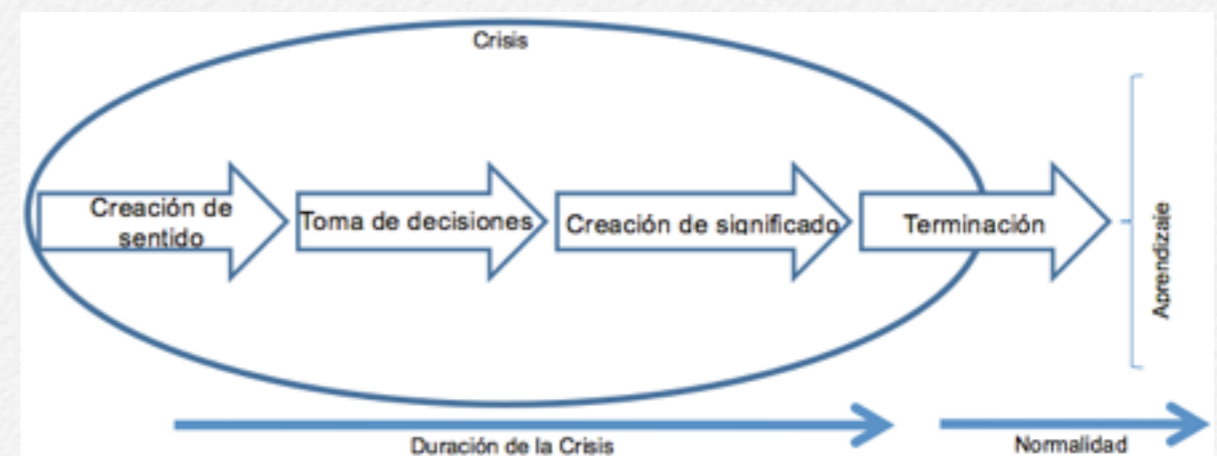 Crisis
Creación de
sentido
Toma de decisiones
Creación de significado
Terminación
Aprendizaje
Duración de la Crisis
Normalidad